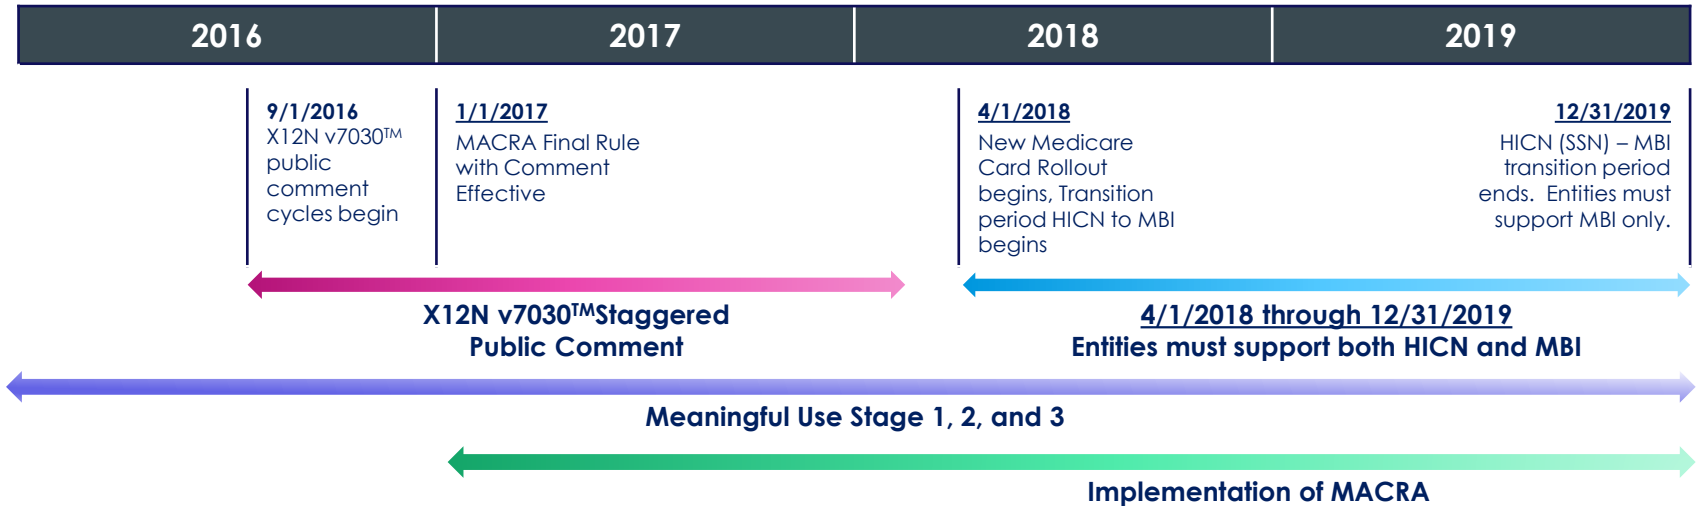 2016
2017
2018
2019
9/1/2016
X12N v7030™
public
comment
cycles begin
1/1/2017
MACRA Final Rule
with Comment
Effective
4/1/2018
New Medicare
Card Rollout
begins, Transition
period HICN to MBI
begins
12/31/2019
HICN (SSN) – MBI
transition period
ends. Entities must
support MBI only.
X12N v7030™Staggered
Public Comment
4/1/2018 through 12/31/2019
Entities must support both HICN and MBI
Meaningful Use Stage 1, 2, and 3
Implementation of MACRA